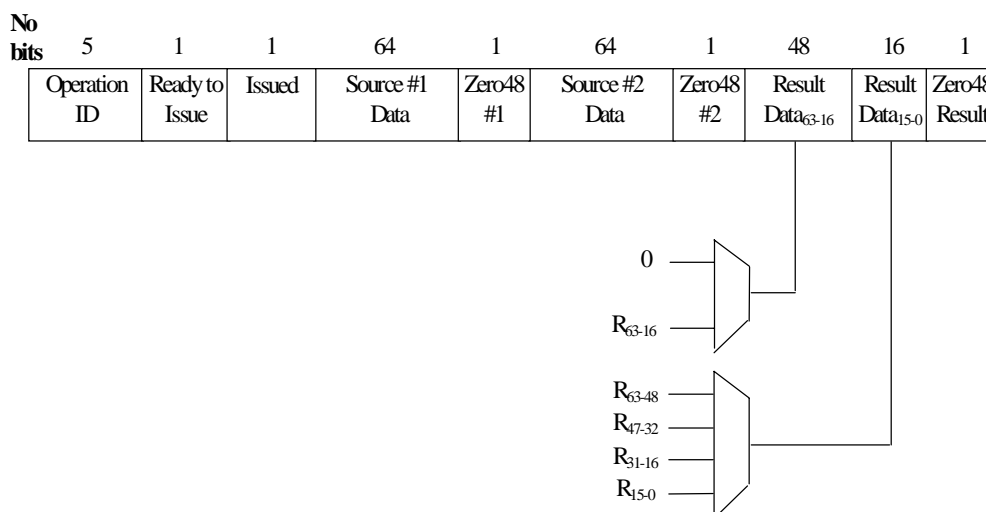 No
bits 5 1 1 64 1 64 1 48 16 1
Operation Ready to Issued Source #1 Zero48 Source #2 Zero48 Result Result Zero48
ID Issue Data #1 Data #2 Data63-16 Data15-0 Result
0
R63-16
R63-48
R47-32
R31-16
R15-0